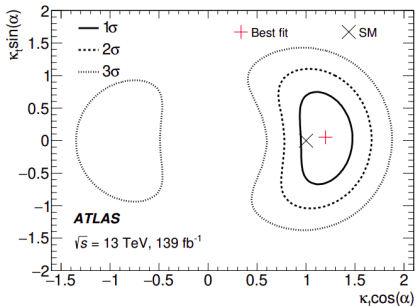 κₜsin(α)
2
1.5
1
0.5
0
−0.5
−1
−1.5
−2
1σ
2σ
3σ
Best fit
SM
ATLAS
√s = 13 TeV, 139 fb⁻¹
−1.5 −1 −0.5 0 0.5 1 1.5 2
κₜcos(α)